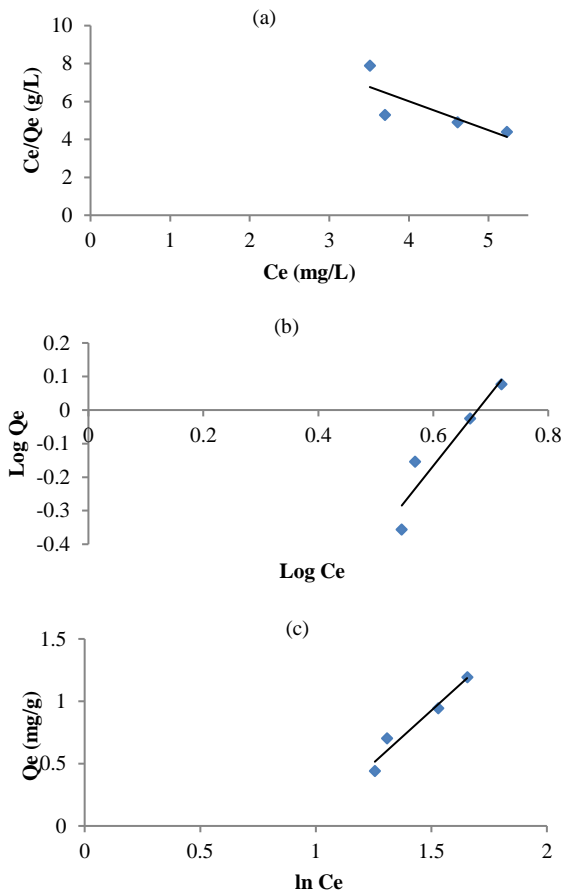 (a)
10
8
6
4
2
0
Ce/Qe (g/L)
0 1 2 3 4 5
Ce (mg/L)
(b)
0.2
0.1
0
-0.1
-0.2
-0.3
-0.4
Log Qe
0 0.2 0.4 0.6 0.8
Log Ce
(c)
1.5
1
0.5
0
Qe (mg/g)
0 0.5 1 1.5 2
ln Ce